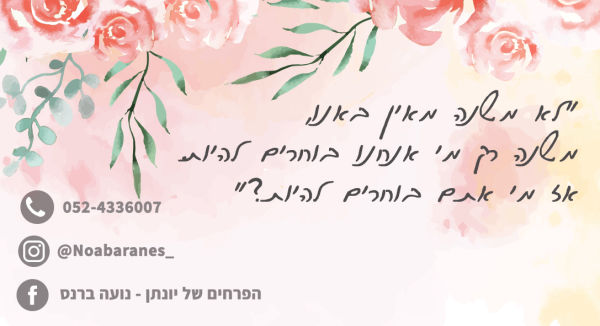 "לא משנה מאין באנו,
משנה רק מי אנחנו בוחרים להיות.
אז מי אתם בוחרים להיות?"
052-4336007
@Noabaranes_
הפרחים של יונתן - נועה ברנס